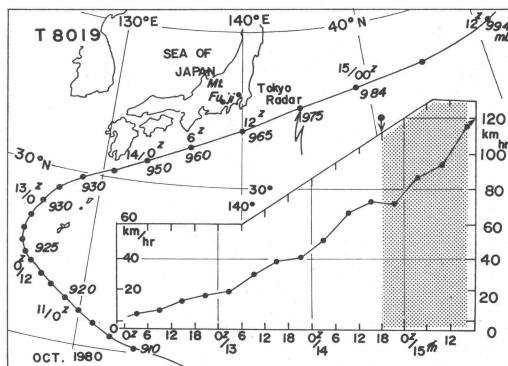 T 8019
130°E
140°E
40°N
12z
994
mb.
SEA OF
JAPAN
Mt.
Fuji
Tokyo
Radar
15/00z
984
975
12z
965
6z
960
14/0z
950
930
30°N
30°
140°
13/0z
930
925
0z/12
920
11/0z
910
OCT. 1980
60
km/hr
40
20
0
0z 6 12 18 0z/13 6 12 18 0z/14 6 12 18 0z/15th 12
120
km
hr
100
80
60
40
20
0